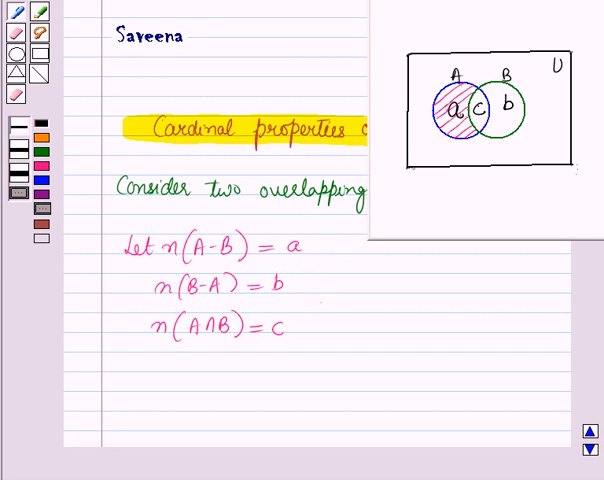 Saveena
U
A B
a c b
Cardinal properties
Consider two overlapping
Let n(A-B) = a
n(B-A) = b
n(A∩B) = c